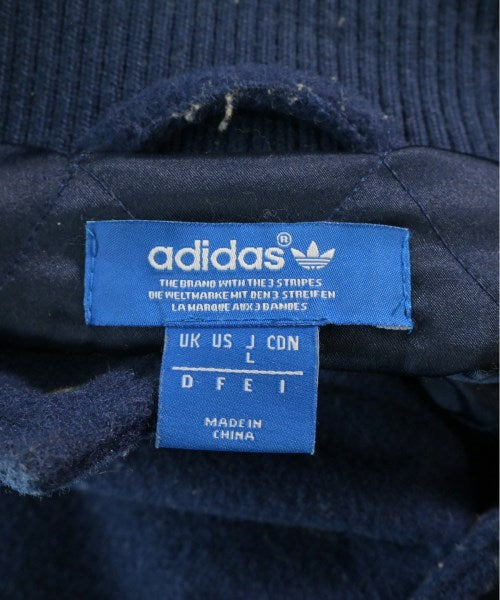 adidas®
THE BRAND WITH THE 3 STRIPES
DIE WELTMARKE MIT DEN 3 STREIFEN
LA MARQUE AUX 3 BANDES
UK US J CDN
L
D F E I
MADE IN
CHINA